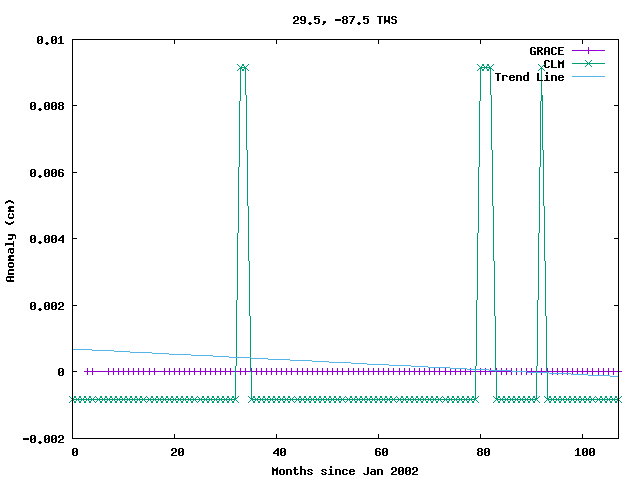 29.5, -87.5 TWS
0.01
GRACE
CLM
Trend Line
0.008
0.006
0.004
0.002
0
-0.002
Anomaly (cm)
0 20 40 60 80 100
Months since Jan 2002